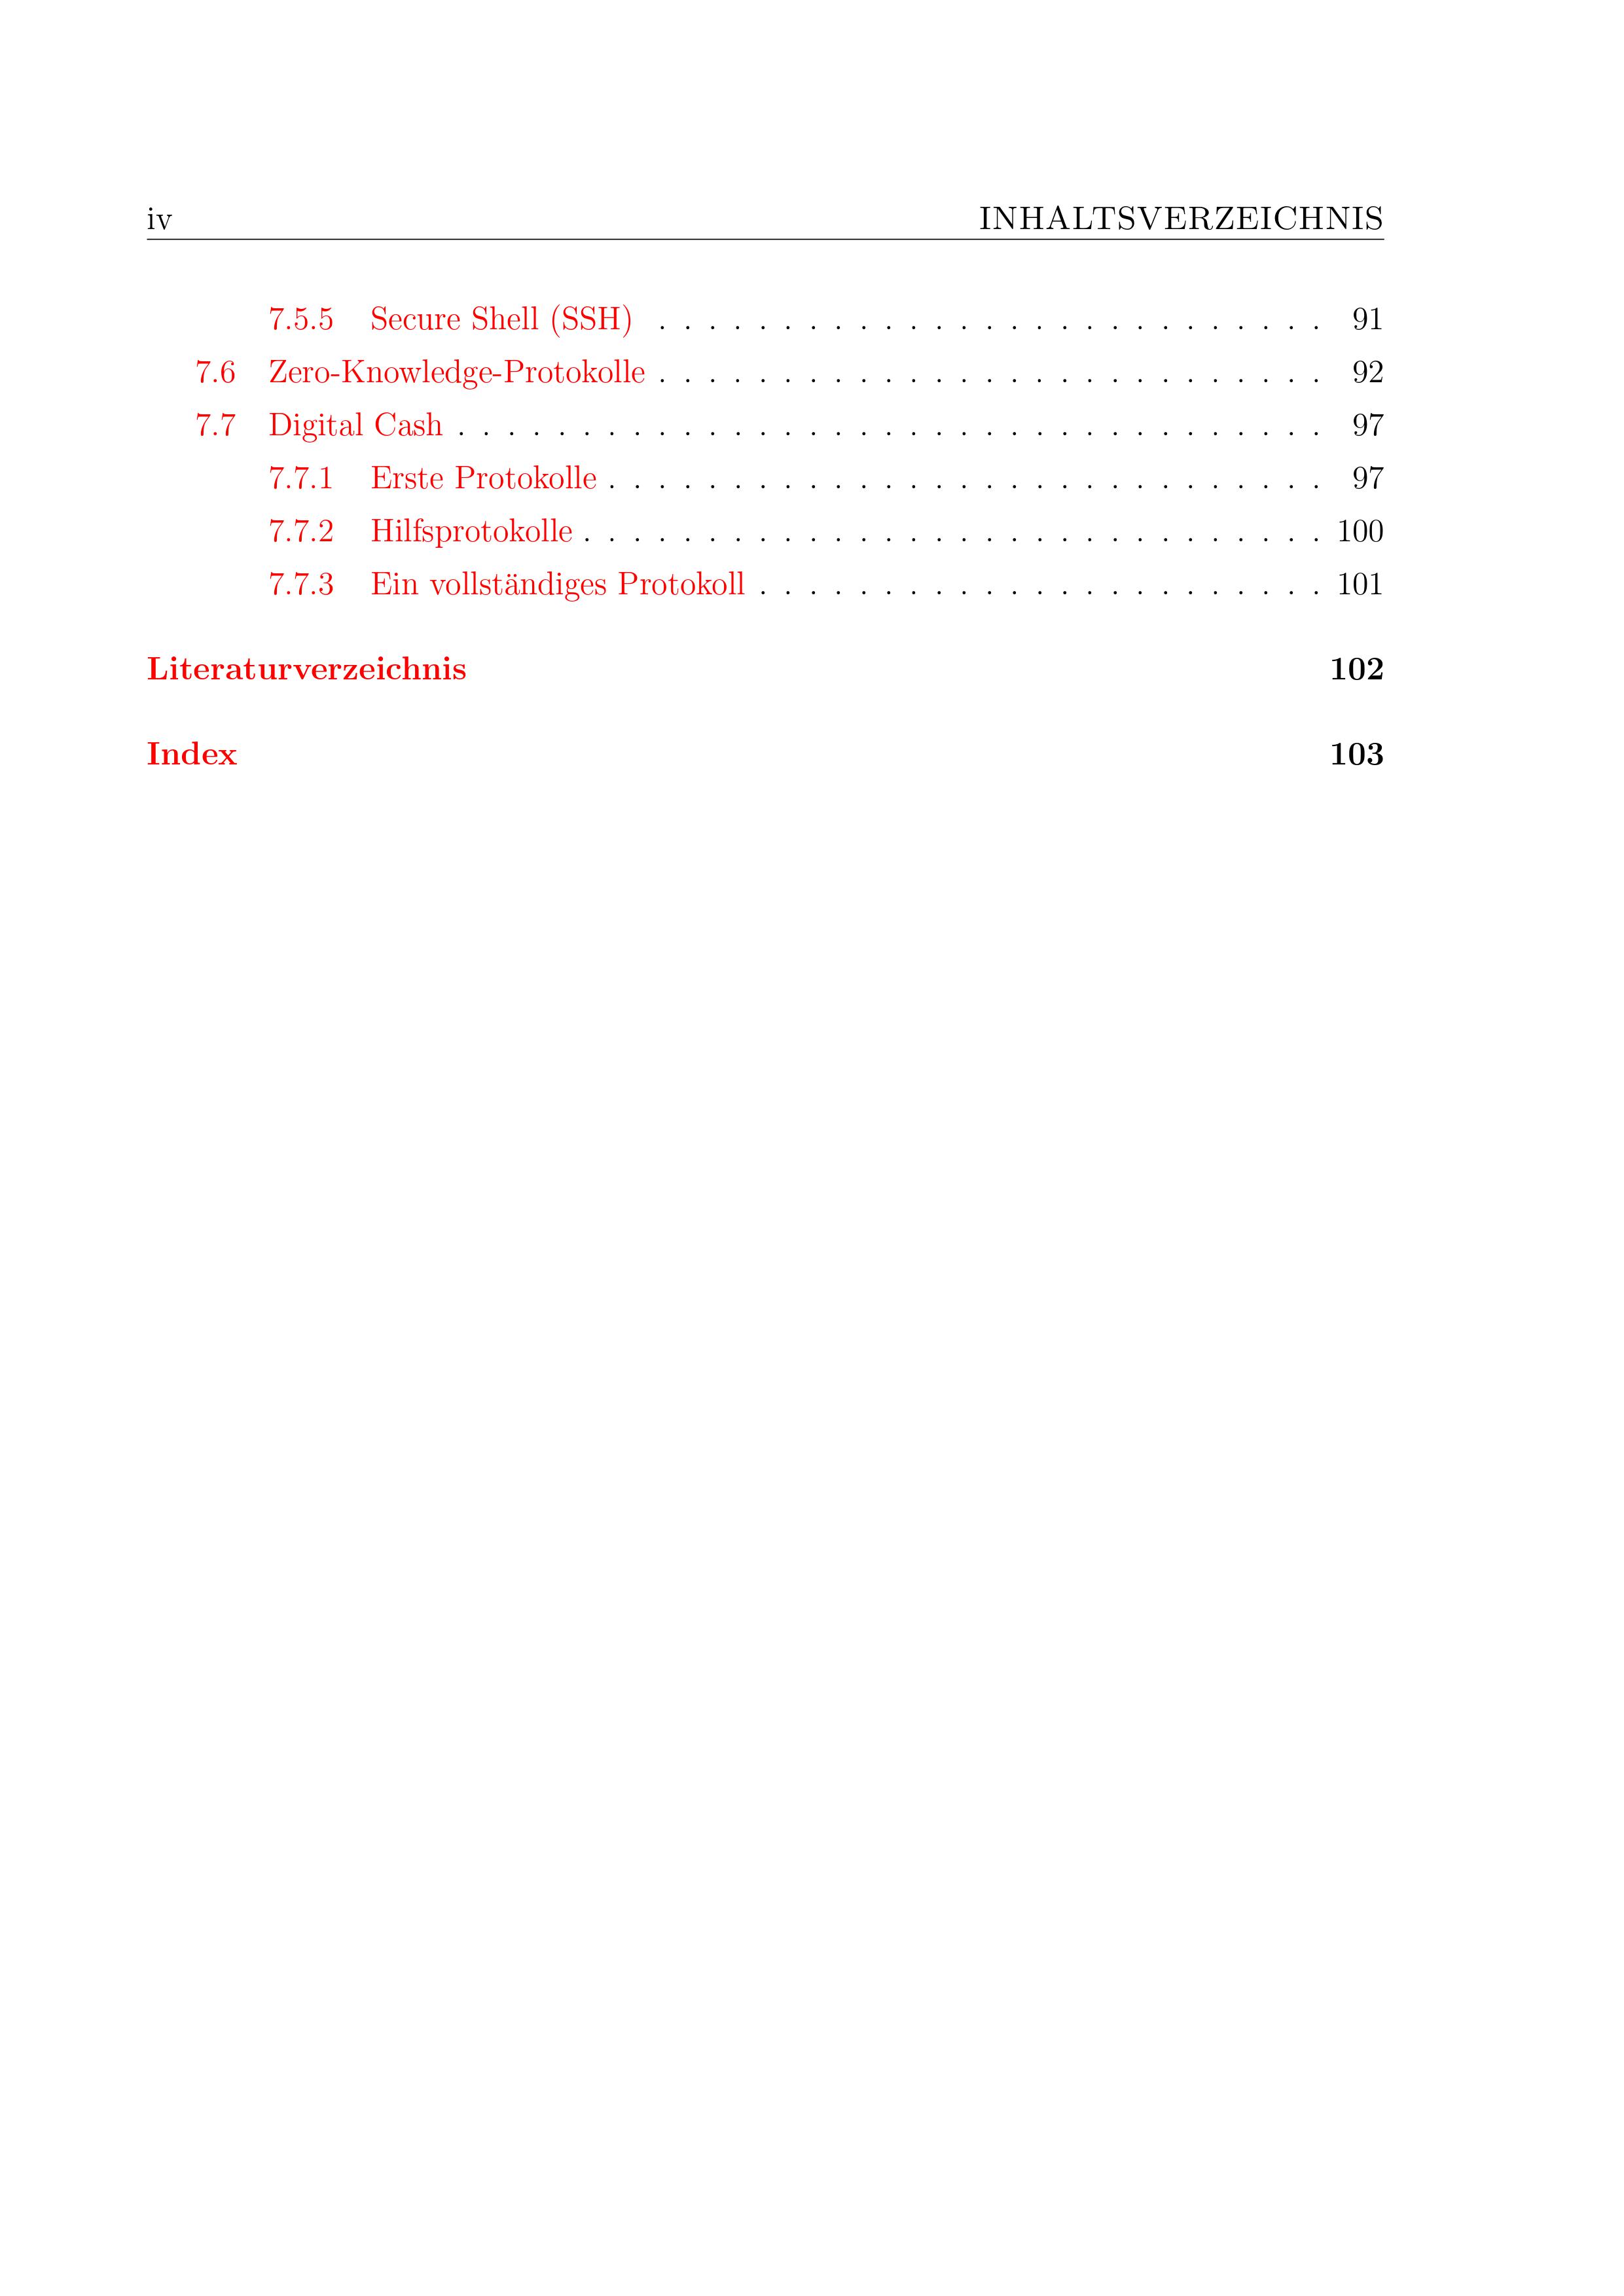 iv INHALTSVERZEICHNIS
7.5.5 Secure Shell (SSH) . . . . . . . . . . . . . . . . . . . . . . . . . . . 91
7.6 Zero-Knowledge-Protokolle . . . . . . . . . . . . . . . . . . . . . . . . . . . 92
7.7 Digital Cash . . . . . . . . . . . . . . . . . . . . . . . . . . . . . . . . . . . 97
7.7.1 Erste Protokolle . . . . . . . . . . . . . . . . . . . . . . . . . . . . . 97
7.7.2 Hilfsprotokolle . . . . . . . . . . . . . . . . . . . . . . . . . . . . . . 100
7.7.3 Ein vollständiges Protokoll . . . . . . . . . . . . . . . . . . . . . . . 101
Literaturverzeichnis 102
Index 103